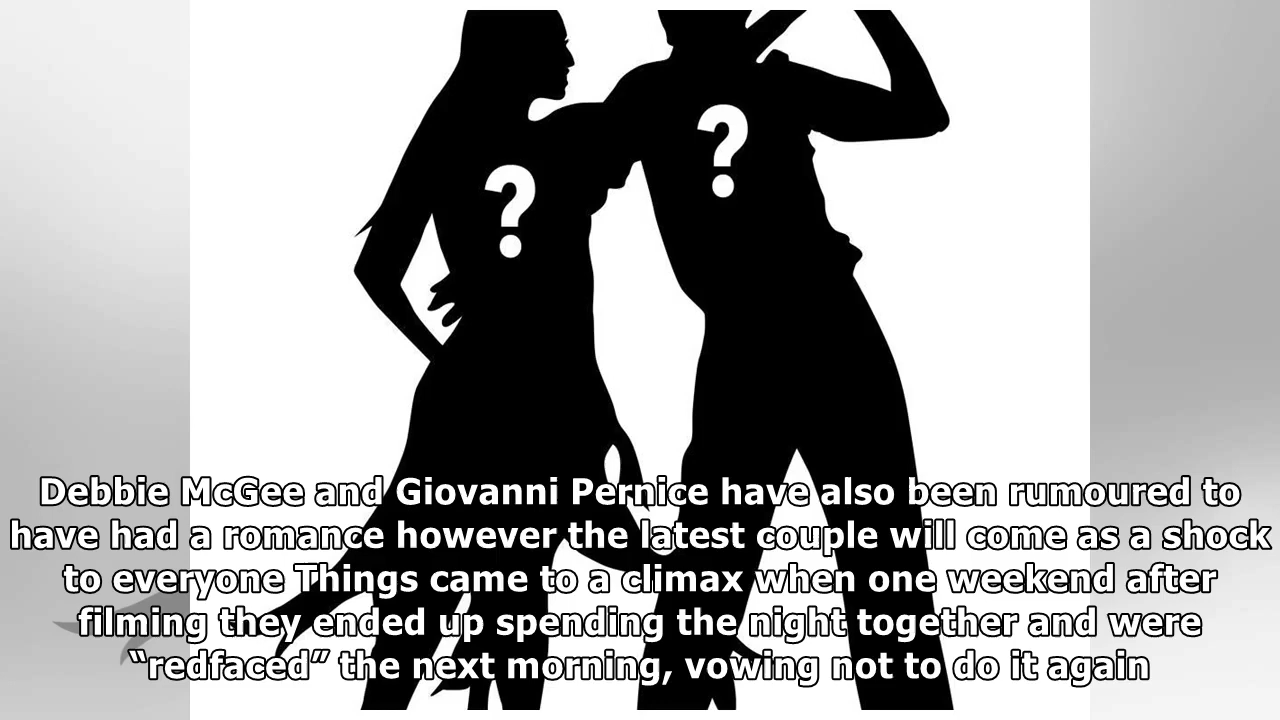 ?
?
Debbie McGee and Giovanni Pernice have also been rumoured to
have had a romance however the latest couple will come as a shock
to everyone Things came to a climax when one weekend after
filming they ended up spending the night together and were
“redfaced” the next morning, vowing not to do it again